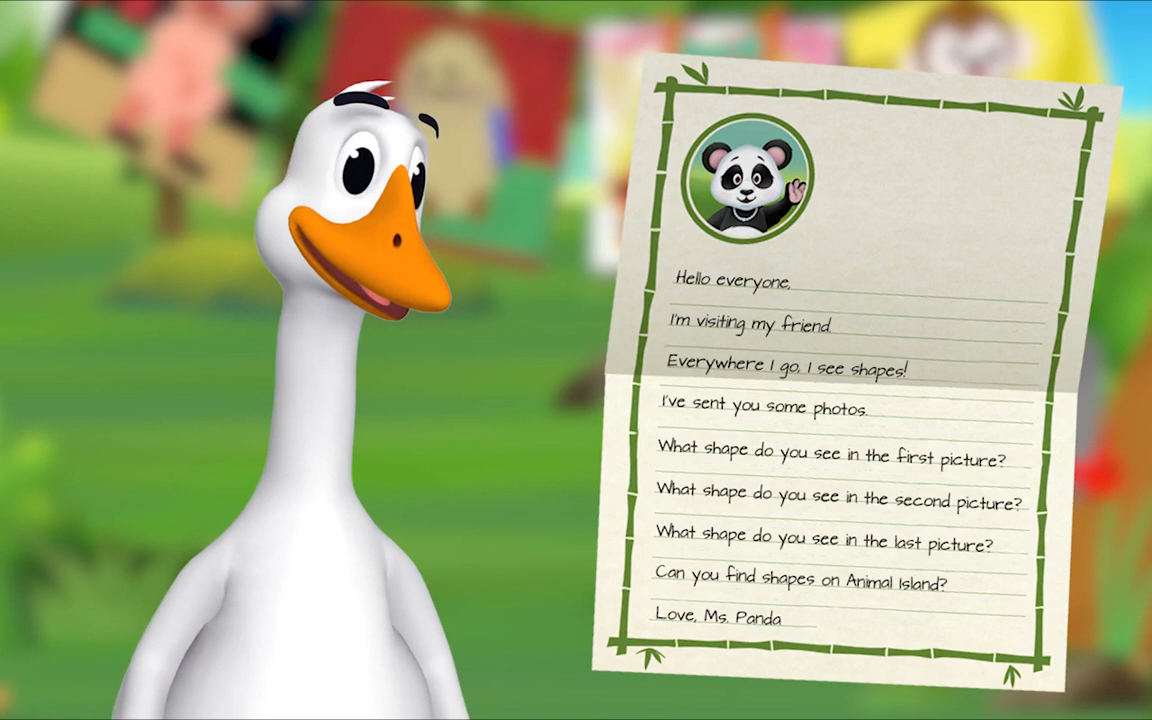 Hello everyone,
I'm visiting my friend.
Everywhere I go, I see shapes!
I've sent you some photos.
What shape do you see in the first picture?
What shape do you see in the second picture?
What shape do you see in the last picture?
Can you find shapes on Animal Island?
Love, Ms. Panda